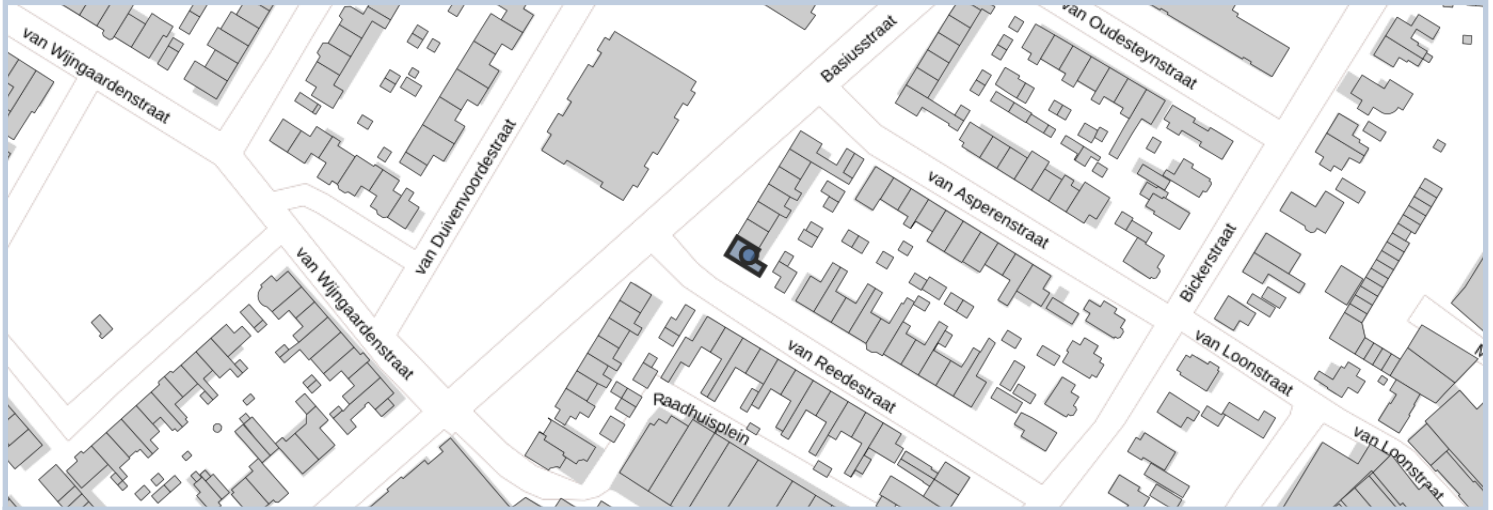 van Wijngaardenstraat
Basiusstraat
van Oudesteynstraat
van Duivenvoordestraat
van Asperenstraat
Bickerstraat
van Wijngaardenstraat
van Reedestraat
van Loonstraat
Raadhuisplein
van Loonstraat